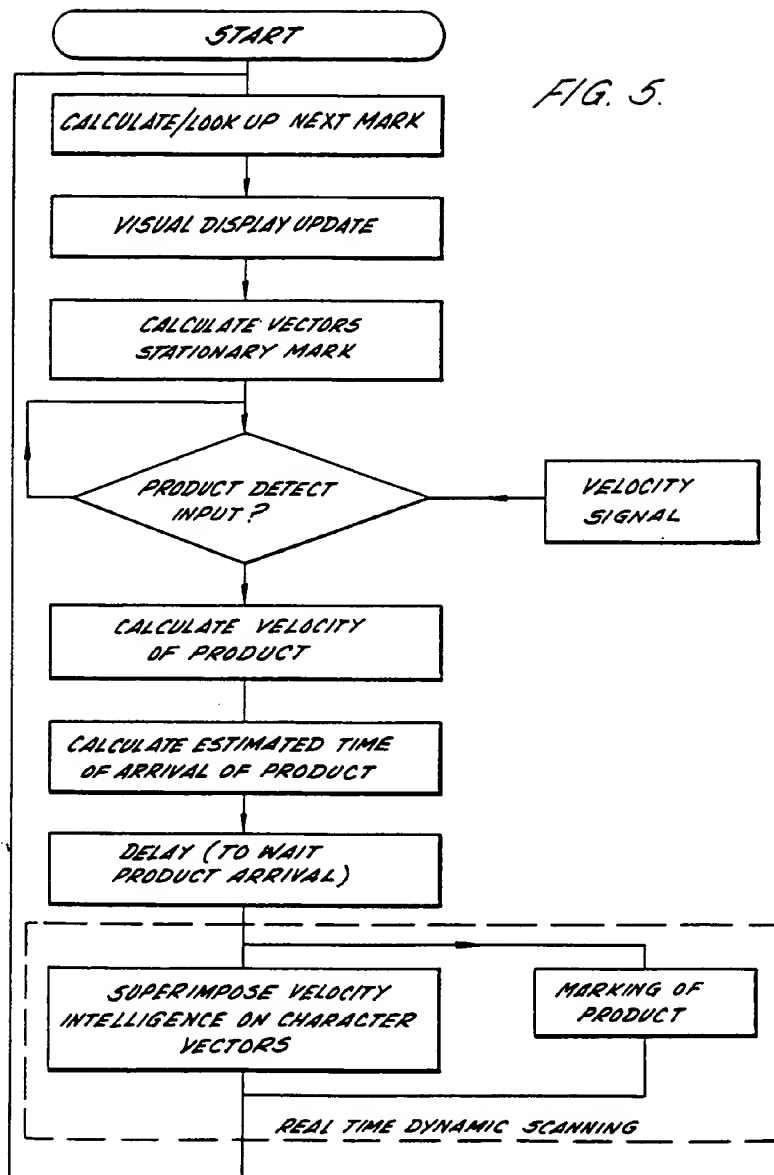 START
FIG. 5.
CALCULATE/LOOK UP NEXT MARK
VISUAL DISPLAY UPDATE
CALCULATE VECTORS
STATIONARY MARK
PRODUCT DETECT
INPUT?
VELOCITY
SIGNAL
CALCULATE VELOCITY
OF PRODUCT
CALCULATE ESTIMATED TIME
OF ARRIVAL OF PRODUCT
DELAY (TO WAIT
PRODUCT ARRIVAL)
SUPERIMPOSE VELOCITY
INTELLIGENCE ON CHARACTER
VECTORS
MARKING OF
PRODUCT
REAL TIME DYNAMIC SCANNING